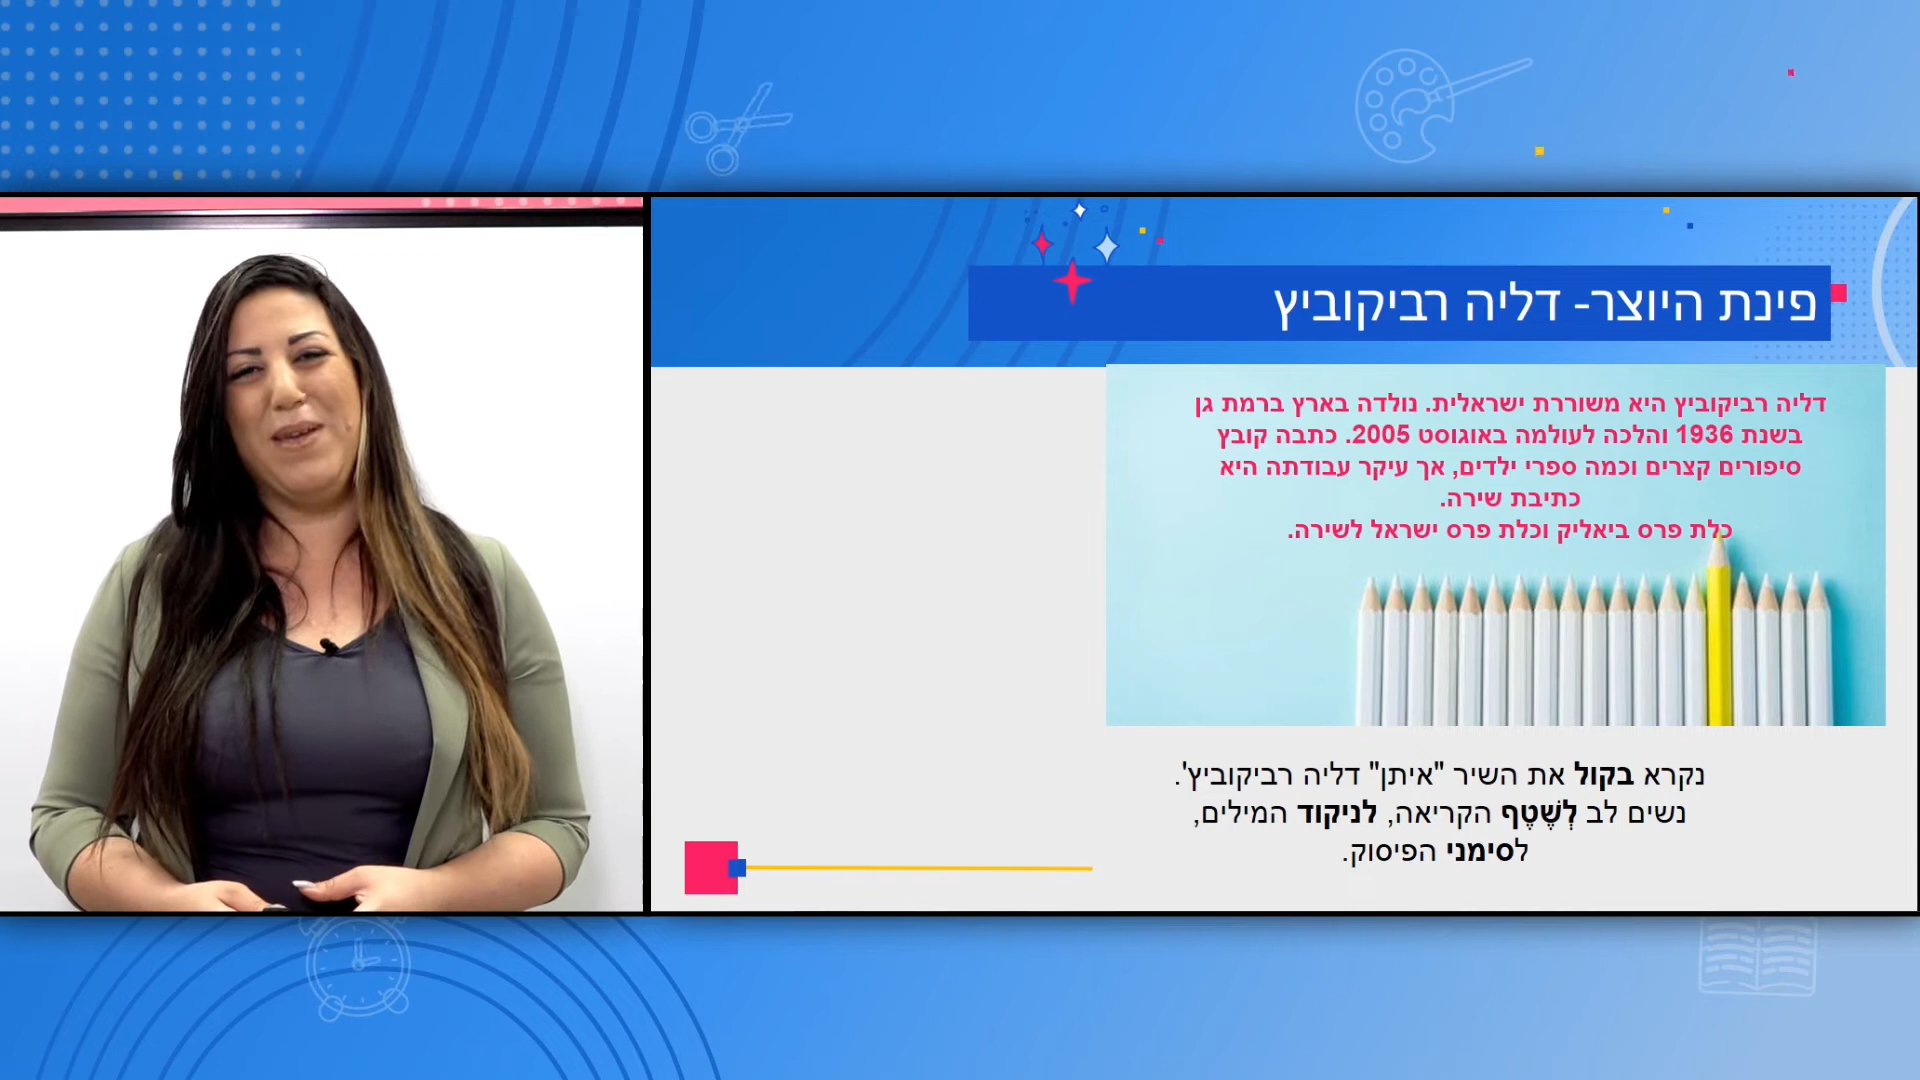 פינת היוצר- דליה רביקוביץ
דליה רביקוביץ היא משוררת ישראלית. נולדה בארץ ברמת גן
בשנת 1936 והלכה לעולמה באוגוסט 2005. כתבה קובץ
סיפורים קצרים וכמה ספרי ילדים, אך עיקר עבודתה היא
כתיבת שירה.
כלת פרס ביאליק וכלת פרס ישראל לשירה.
נקרא בקול את השיר "איתן" דליה רביקוביץ'.
נשים לב לְשֶׁטֶף הקריאה, לניקוד המילים,
לסימני הפיסוק.